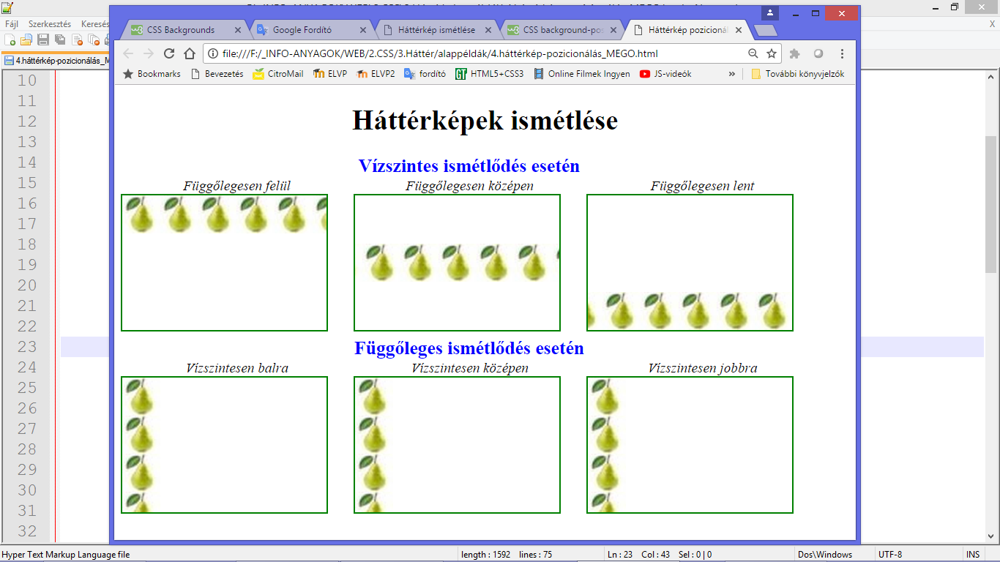 Fájl Szerkesztés Keresés
X
4.háttérkép-pozicionálás_M
CSS Backgrounds
Google Fordító
Háttérkép ismétlése
CSS background-po
Háttérkép pozicionál
file:///F:/_INFO-ANYAGOK/WEB/2.CSS/3.Háttér/alappéldák/4.háttérkép-pozicionálás_MEGO.html
Bookmarks Bevezetés CitroMail ELVP ELVP2 fordító HTML5+CSS3 Online Filmek Ingyen JS-videók » További könyvjelzők
Háttérképek ismétlése
Vízszintes ismétlődés esetén
Függőlegesen felül Függőlegesen középen Függőlegesen lent
Függőleges ismétlődés esetén
Vízszintesen balra Vízszintesen középen Vízszintesen jobbra
10
11
12
13
14
15
16
17
18
19
20
21
22
23
24
25
26
27
28
29
30
31
32
Hyper Text Markup Language file length : 1592 lines : 75 Ln : 23 Col : 43 Sel : 0 | 0 Dos\Windows UTF-8 INS